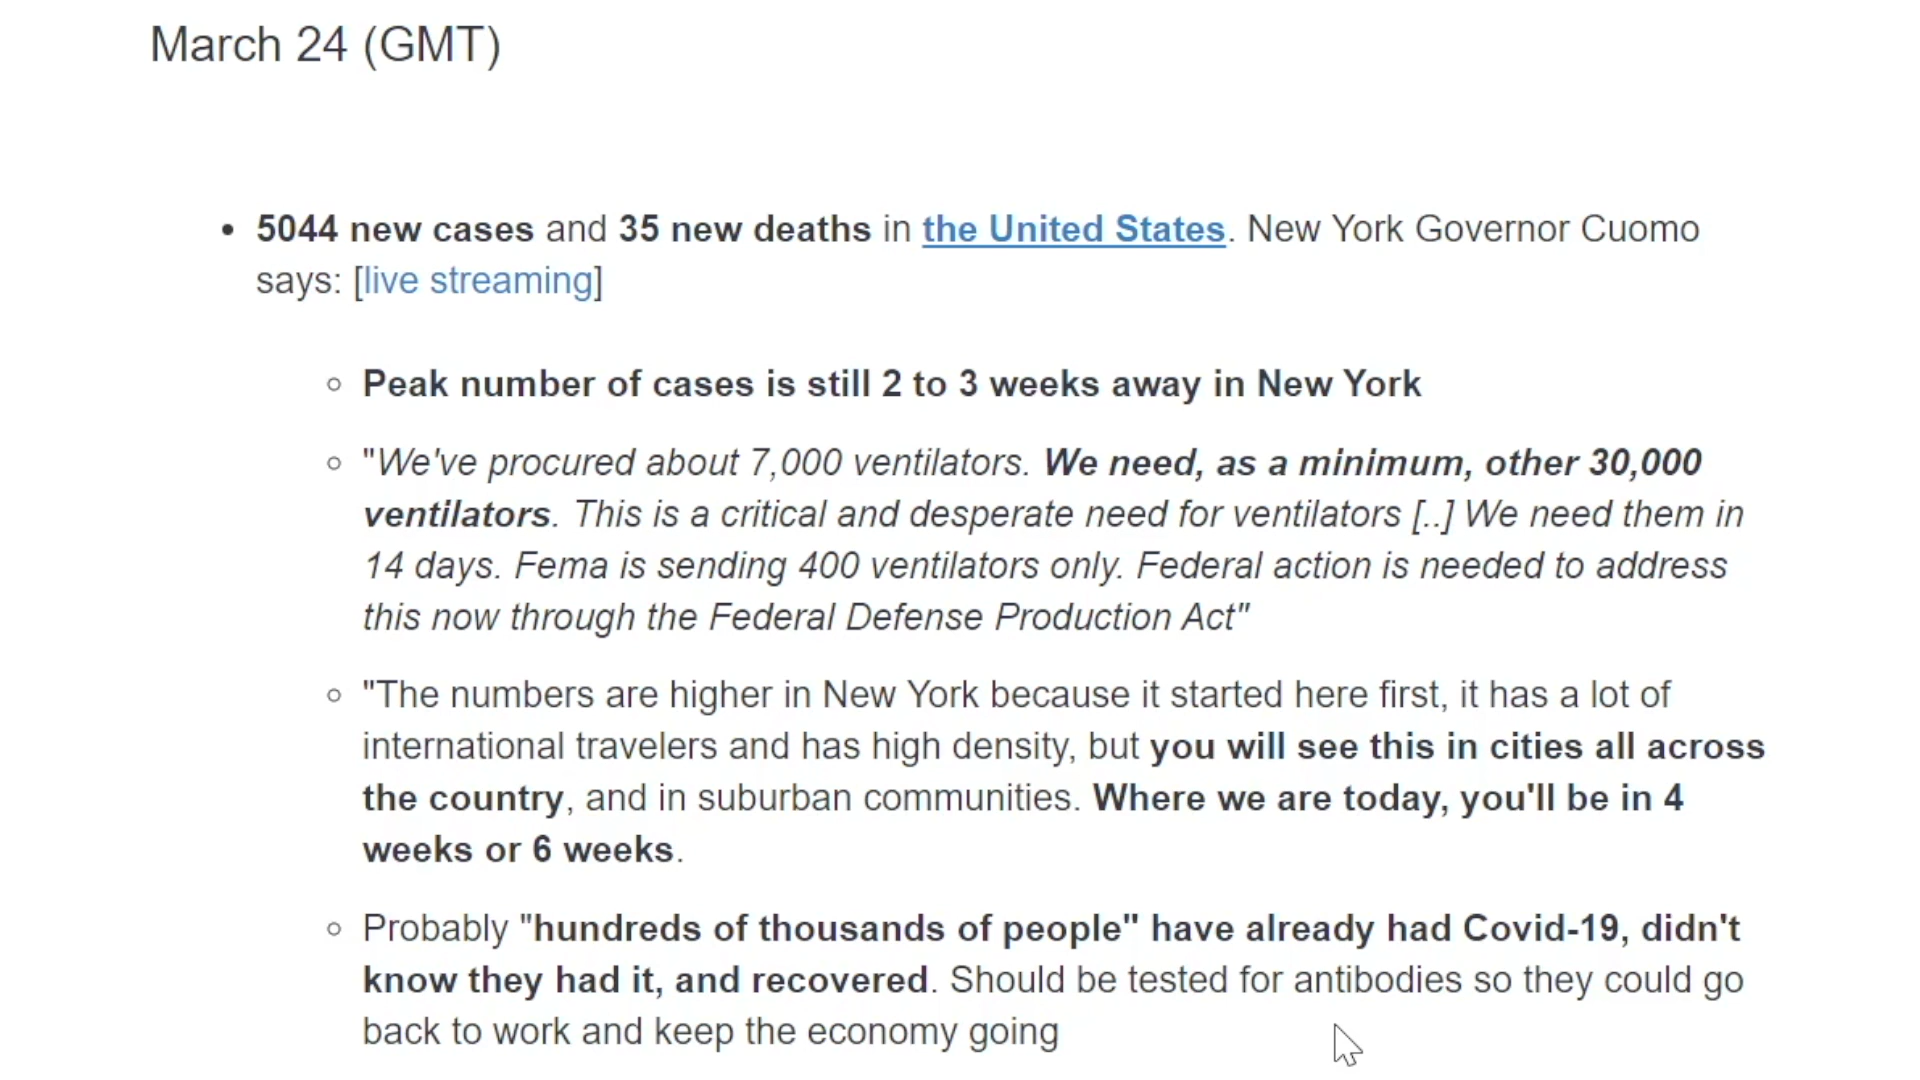 March 24 (GMT)
• 5044 new cases and 35 new deaths in the United States. New York Governor Cuomo
says: [live streaming]
○ Peak number of cases is still 2 to 3 weeks away in New York
○ "We've procured about 7,000 ventilators. We need, as a minimum, other 30,000
ventilators. This is a critical and desperate need for ventilators [..] We need them in
14 days. Fema is sending 400 ventilators only. Federal action is needed to address
this now through the Federal Defense Production Act"
○ "The numbers are higher in New York because it started here first, it has a lot of
international travelers and has high density, but you will see this in cities all across
the country, and in suburban communities. Where we are today, you'll be in 4
weeks or 6 weeks.
○ Probably "hundreds of thousands of people" have already had Covid-19, didn't
know they had it, and recovered. Should be tested for antibodies so they could go
back to work and keep the economy going